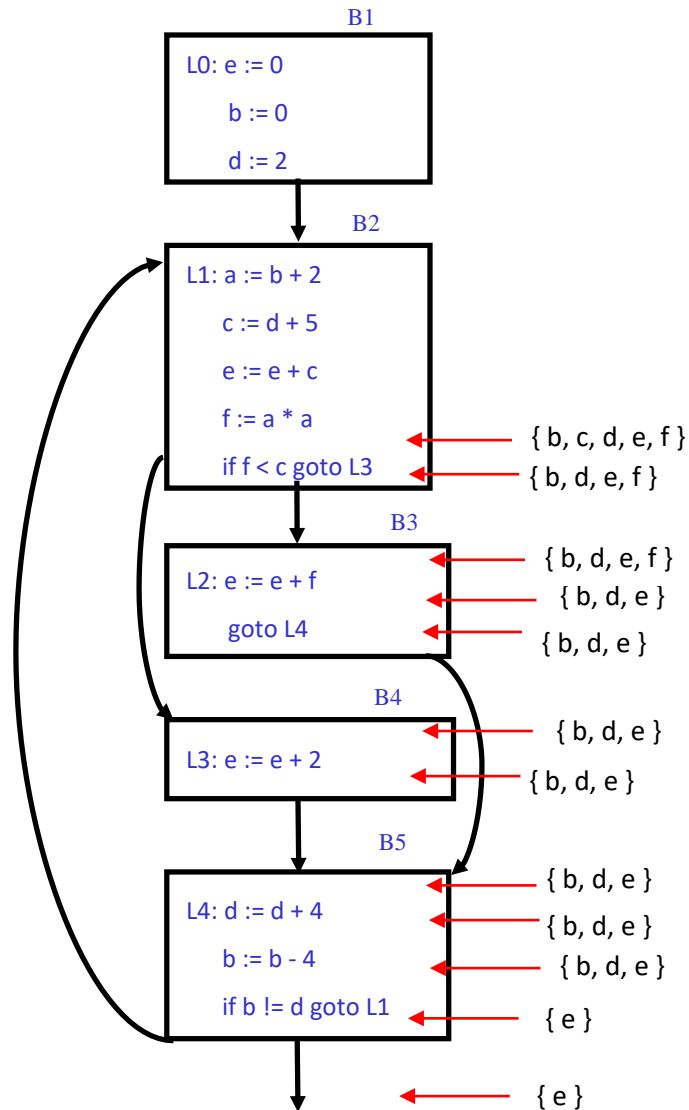 B1
L0: e := 0
b := 0
d := 2
B2
L1: a := b + 2
c := d + 5
e := e + c
f := a * a
{ b, c, d, e, f }
if f < c goto L3
{ b, d, e, f }
B3
{ b, d, e, f }
L2: e := e + f
{ b, d, e }
goto L4
{ b, d, e }
B4
{ b, d, e }
L3: e := e + 2
{ b, d, e }
B5
{ b, d, e }
L4: d := d + 4
{ b, d, e }
b := b - 4
{ b, d, e }
if b != d goto L1
{ e }
{ e }